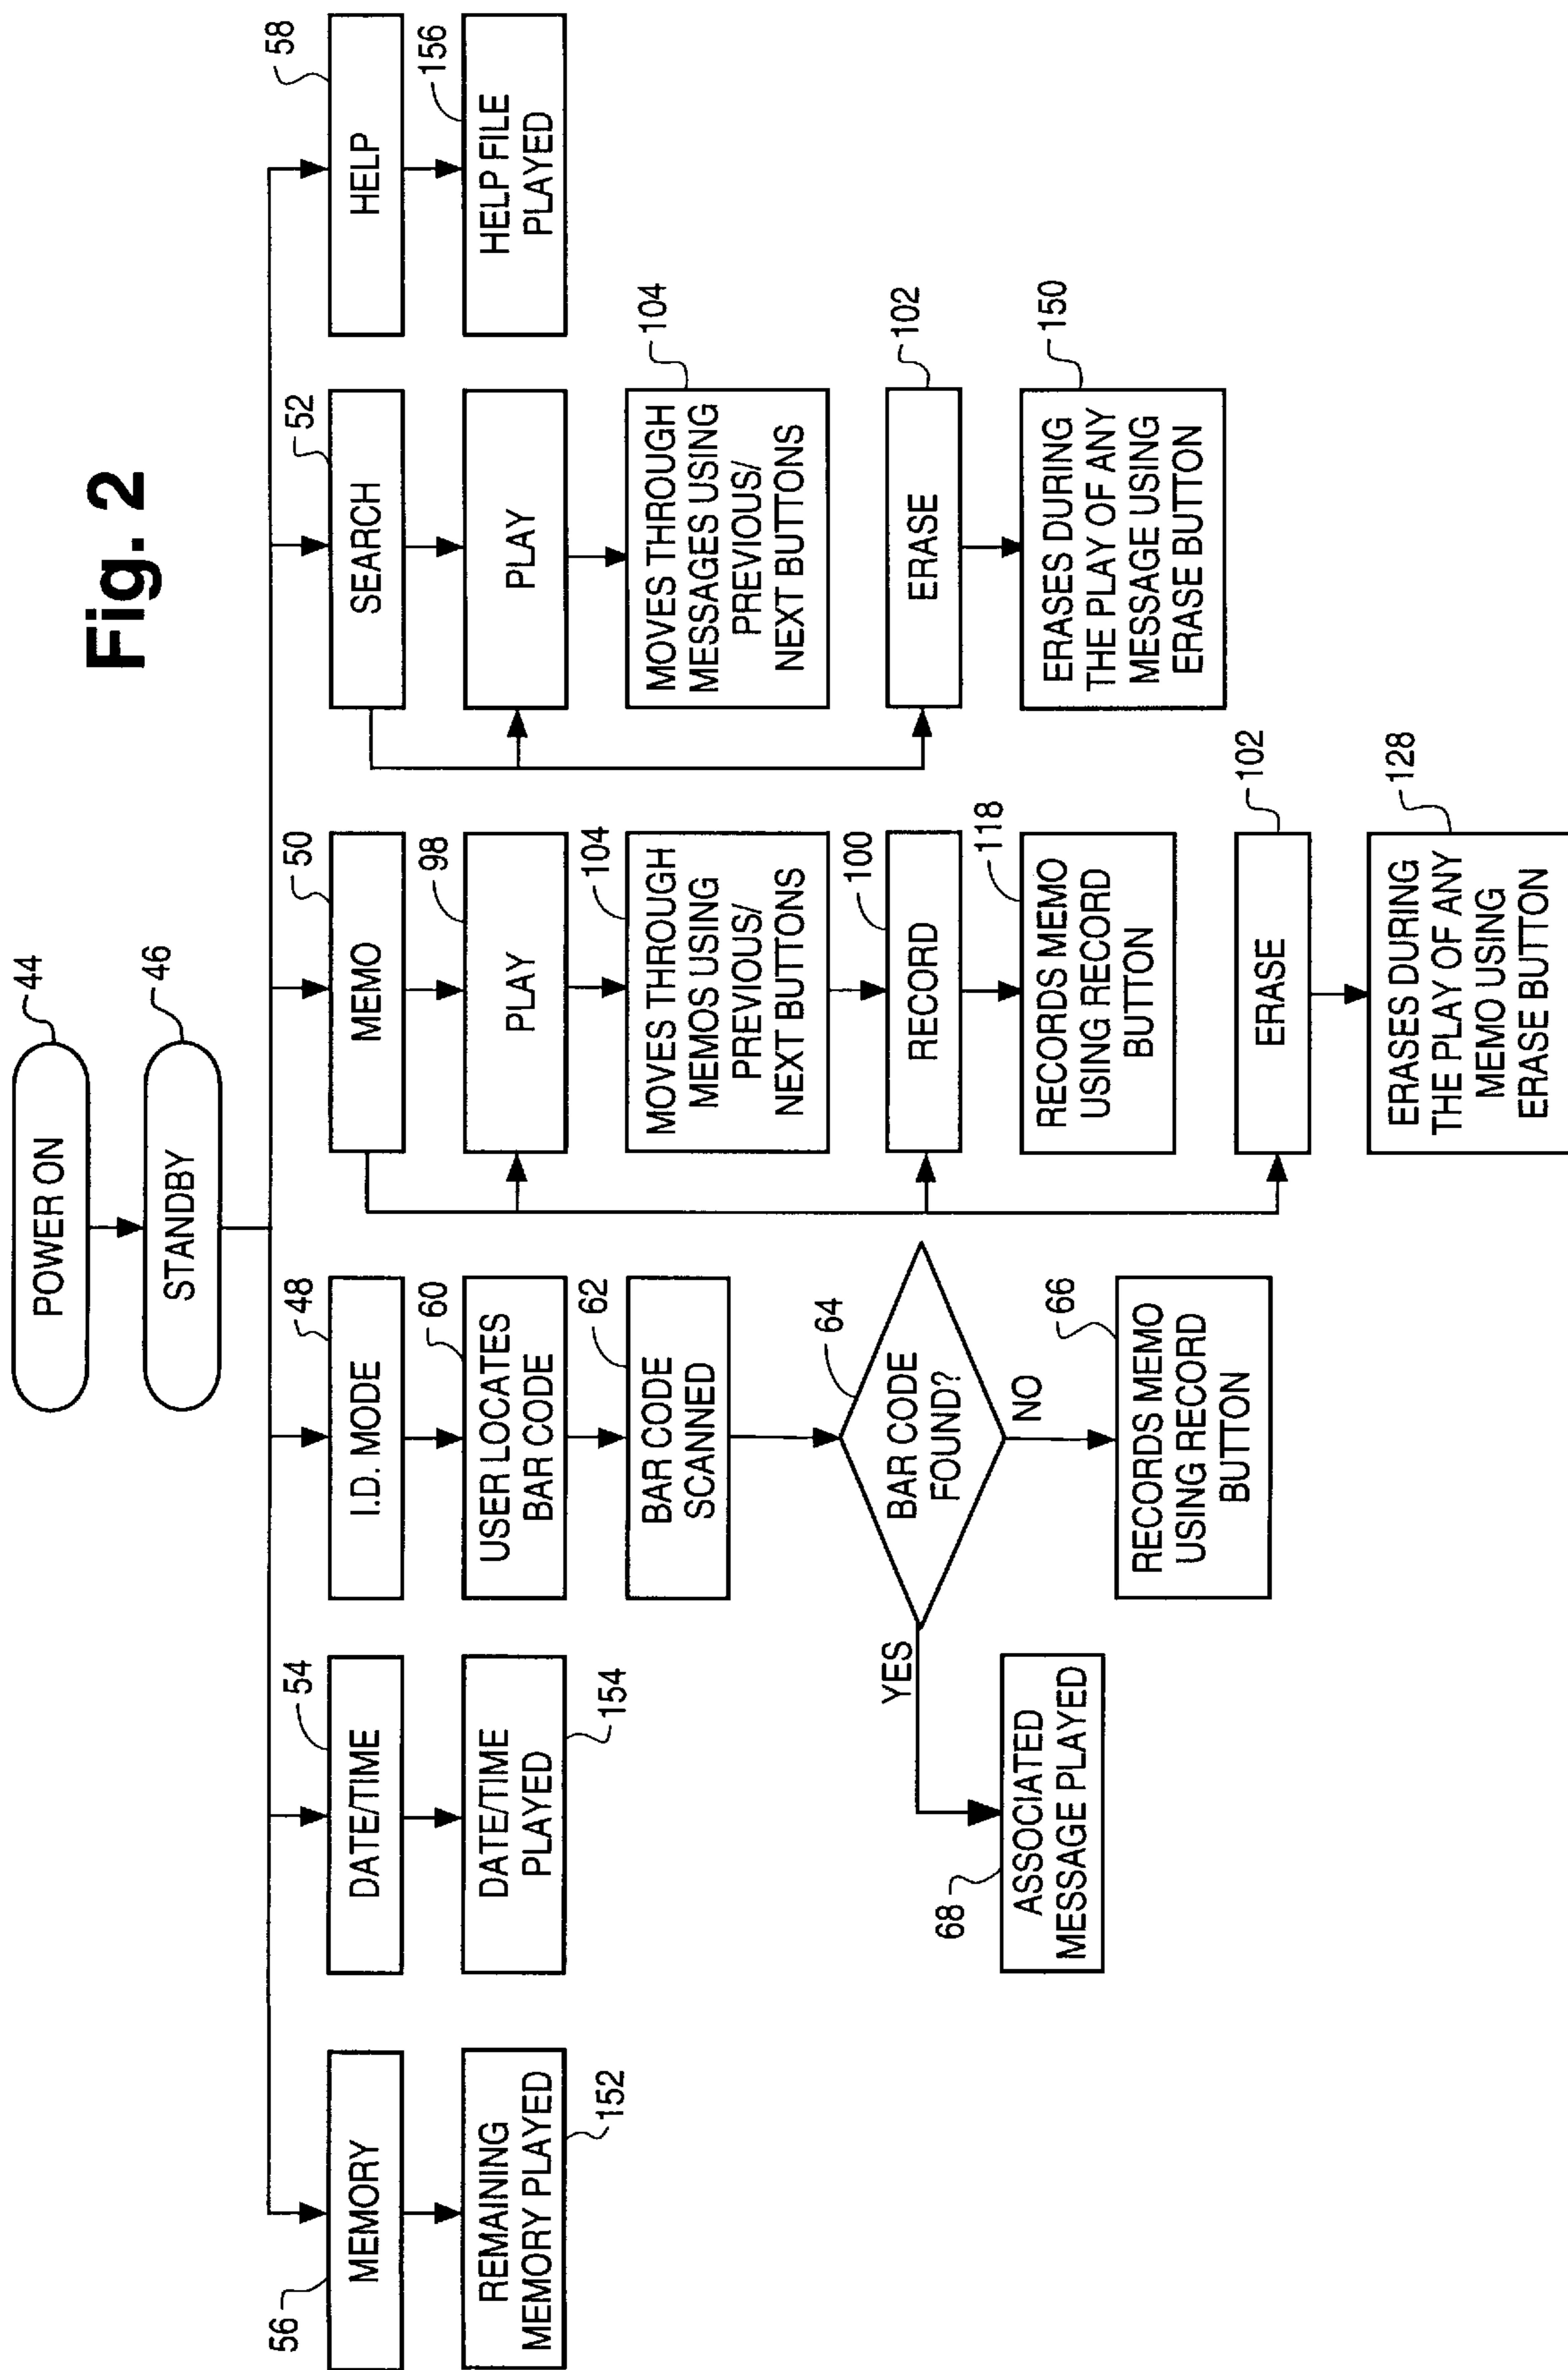 Fig. 2
POWER ON
44
STANDBY
46
56
MEMORY
REMAINING
MEMORY PLAYED
152
DATE/TIME
54
DATE/TIME
PLAYED
154
I.D. MODE
48
USER LOCATES
BAR CODE
60
BAR CODE
SCANNED
62
BAR CODE
FOUND?
64
YES
NO
68
ASSOCIATED
MESSAGE PLAYED
RECORDS MEMO
USING RECORD
BUTTON
66
MEMO
50
PLAY
98
MOVES THROUGH
MEMOS USING
PREVIOUS/
NEXT BUTTONS
104
RECORD
100
RECORDS MEMO
USING RECORD
BUTTON
118
ERASE
102
ERASES DURING
THE PLAY OF ANY
MEMO USING
ERASE BUTTON
128
SEARCH
52
PLAY
MOVES THROUGH
MESSAGES USING
PREVIOUS/
NEXT BUTTONS
104
ERASE
102
ERASES DURING
THE PLAY OF ANY
MESSAGE USING
ERASE BUTTON
150
HELP
58
HELP FILE
PLAYED
156